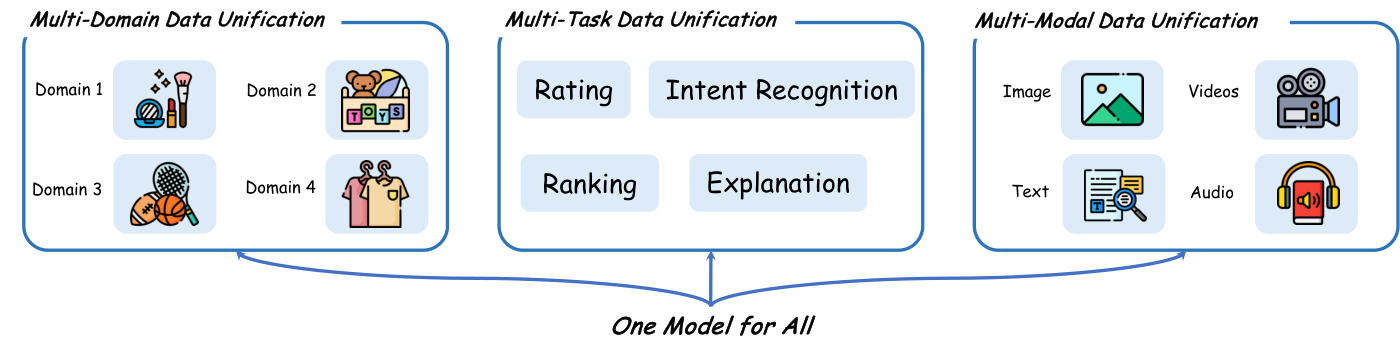 Multi-Domain Data Unification
Domain 1
Domain 2
TOYS
Domain 3
Domain 4
Multi-Task Data Unification
Rating
Intent Recognition
Ranking
Explanation
Multi-Modal Data Unification
Image
Videos
Text
T
Audio
One Model for All